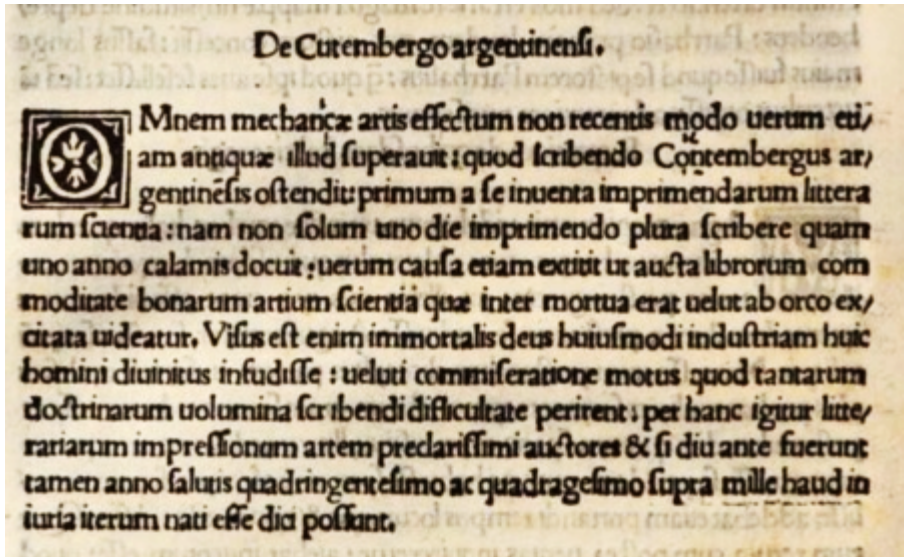 De Cutembergo argentinensi.
OMnem mechanicæ artis effectum non recentis modo uerum eti/
am antiquæ illud superauit: quod scribendo Contembergus ar/
gentinēsis ostendit: primum a se inuenta imprimendarum littera
rum scientia: nam non solum uno die imprimendo plura scribere quam
uno anno calamis docuit: uerum causa etiam extitit ut aucta librorum com
moditate bonarum artium scientia quæ inter mortua erat uelut ab orco ex/
citata uideatur. Visus est enim immortalis deus huiusmodi industriam huic
homini diuinitus infudisse: ueluti commiseratione motus quod tantarum
doctrinarum uolumina scribendi difficultate perirent: per hanc igitur litte/
rariarum impressionum artem preclarissimi auctores & si diu ante fuerunt
tamen anno salutis quadringentesimo ac quadragesimo supra mille haud in
iuria iterum nati esse dici possunt.